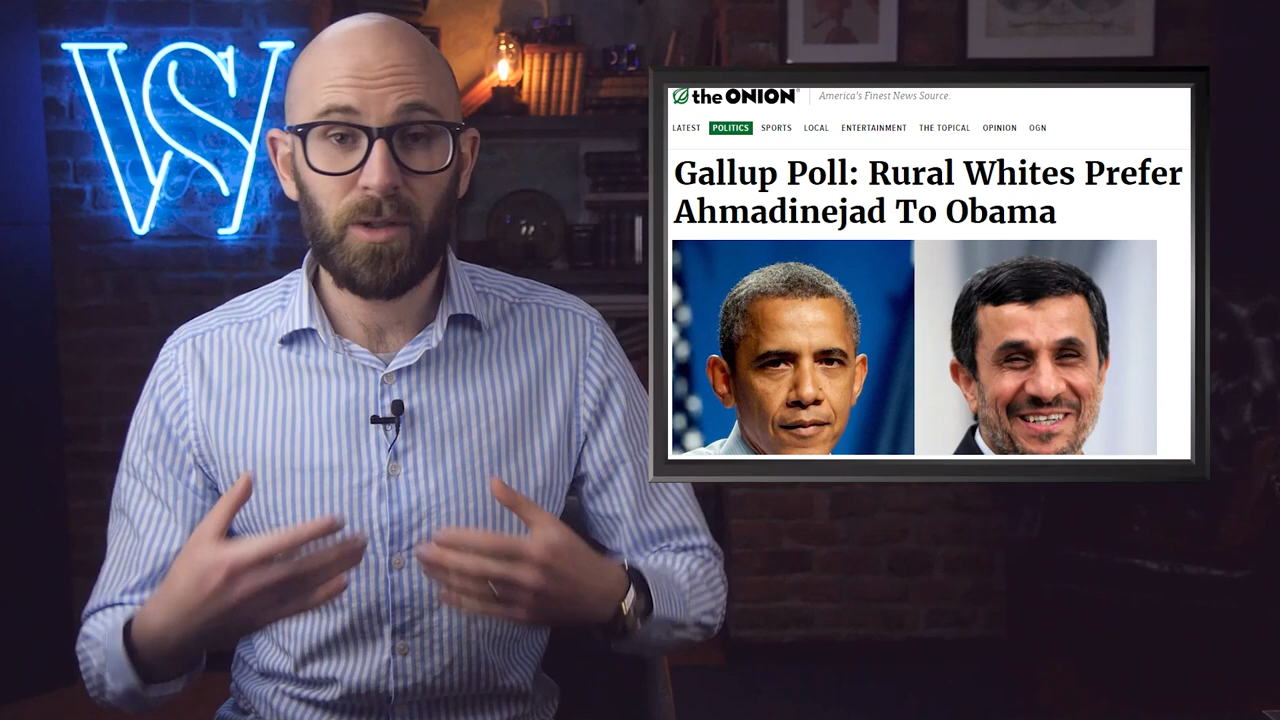 WS
the ONION® America's Finest News Source.
LATEST POLITICS SPORTS LOCAL ENTERTAINMENT THE TOPICAL OPINION OGN
Gallup Poll: Rural Whites Prefer
Ahmadinejad To Obama